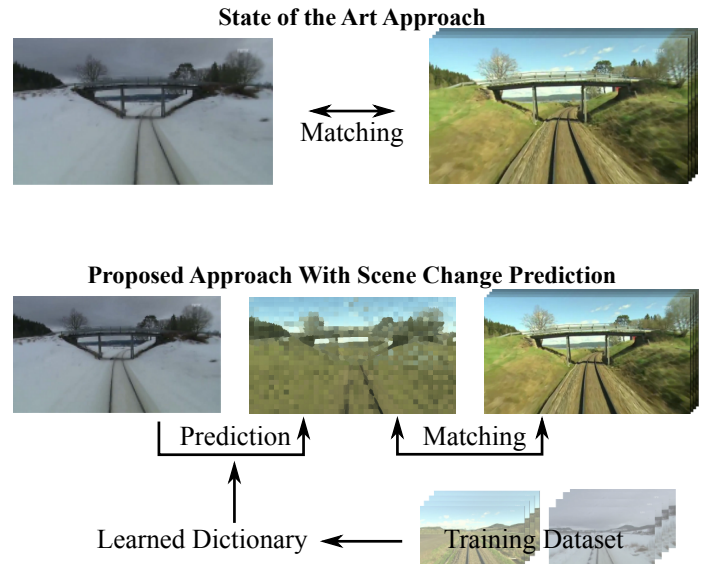 State of the Art Approach
Matching
Proposed Approach With Scene Change Prediction
Prediction
Matching
Learned Dictionary
Training Dataset